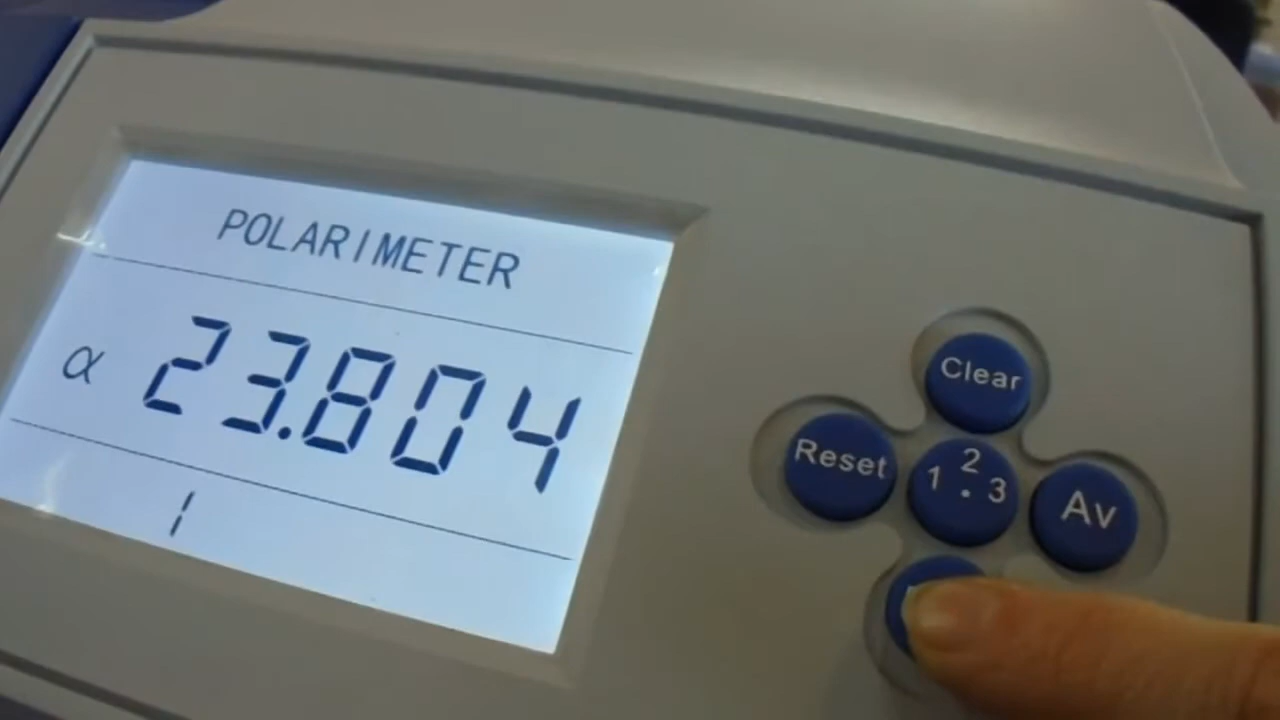 POLARIMETER
α 23.804
1
Clear
Reset
1 2 . 3
Av